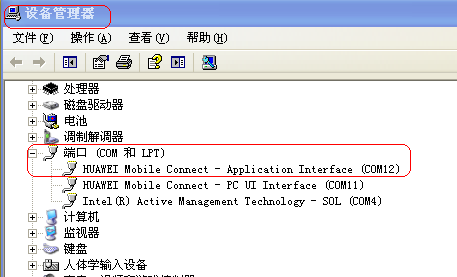 设备管理器
文件(F) 操作(A) 查看(V) 帮助(H)
处理器
磁盘驱动器
电池
调制解调器
端口 (COM 和 LPT)
HUAWEI Mobile Connect - Application Interface (COM12)
HUAWEI Mobile Connect - PC UI Interface (COM11)
Intel(R) Active Management Technology - SOL (COM4)
计算机
监视器
键盘
人体学输入设备